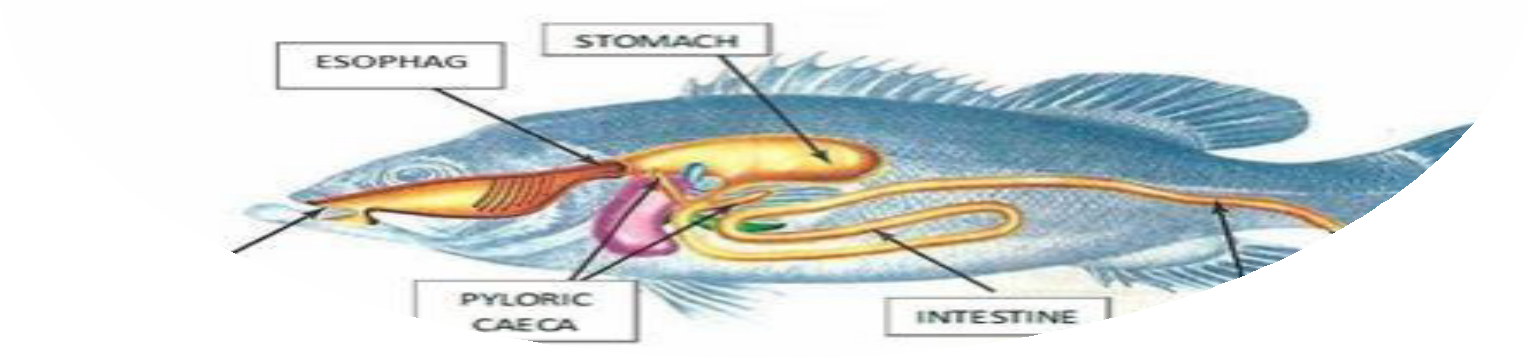 STOMACH
ESOPHAG
PYLORIC
CAECA
INTESTINE